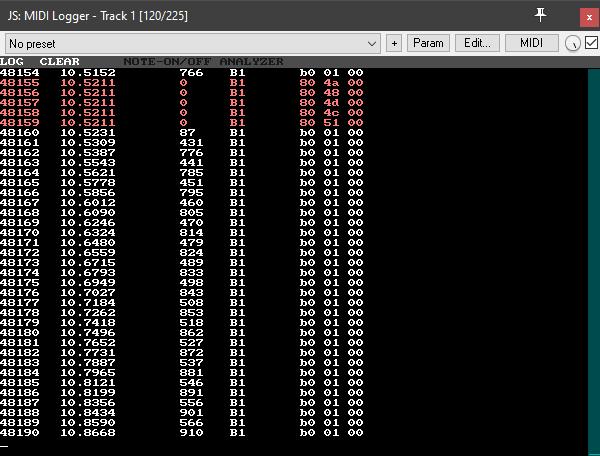 JS: MIDI Logger - Track 1 [120/225]
x
No preset + Param Edit... MIDI
LOG CLEAR NOTE-ON/OFF ANALYZER
48154 10.5152 766 B1 b0 01 00
48155 10.5211 0 B1 80 4a 00
48156 10.5211 0 B1 80 48 00
48157 10.5211 0 B1 80 4d 00
48158 10.5211 0 B1 80 4c 00
48159 10.5211 0 B1 80 51 00
48160 10.5231 87 B1 b0 01 00
48161 10.5309 431 B1 b0 01 00
48162 10.5387 776 B1 b0 01 00
48163 10.5543 441 B1 b0 01 00
48164 10.5621 785 B1 b0 01 00
48165 10.5778 451 B1 b0 01 00
48166 10.5856 795 B1 b0 01 00
48167 10.6012 460 B1 b0 01 00
48168 10.6090 805 B1 b0 01 00
48169 10.6246 470 B1 b0 01 00
48170 10.6324 814 B1 b0 01 00
48171 10.6480 479 B1 b0 01 00
48172 10.6559 824 B1 b0 01 00
48173 10.6715 489 B1 b0 01 00
48174 10.6793 833 B1 b0 01 00
48175 10.6949 498 B1 b0 01 00
48176 10.7027 843 B1 b0 01 00
48177 10.7184 508 B1 b0 01 00
48178 10.7262 853 B1 b0 01 00
48179 10.7418 518 B1 b0 01 00
48180 10.7496 862 B1 b0 01 00
48181 10.7652 527 B1 b0 01 00
48182 10.7731 872 B1 b0 01 00
48183 10.7887 537 B1 b0 01 00
48184 10.7965 881 B1 b0 01 00
48185 10.8121 546 B1 b0 01 00
48186 10.8199 891 B1 b0 01 00
48187 10.8356 556 B1 b0 01 00
48188 10.8434 901 B1 b0 01 00
48189 10.8590 566 B1 b0 01 00
48190 10.8668 910 B1 b0 01 00
_